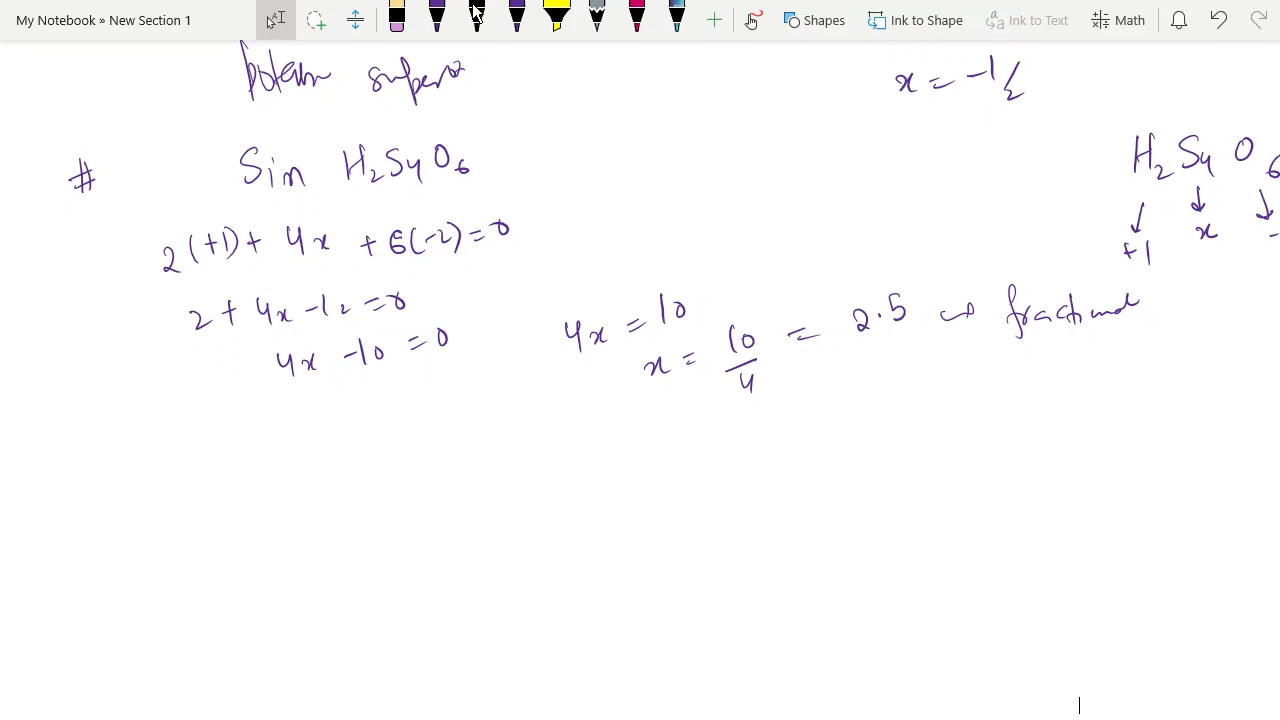 My Notebook » New Section 1
Shapes Ink to Shape Ink to Text Math
x = -1/2
# S in H2S4O6
H2S4O6
+1 x -
2(+1) + 4x + 6(-2) = 0
2 + 4x - 12 = 0
4x - 10 = 0
4x = 10
x = 10/4 = 2.5 → fractional